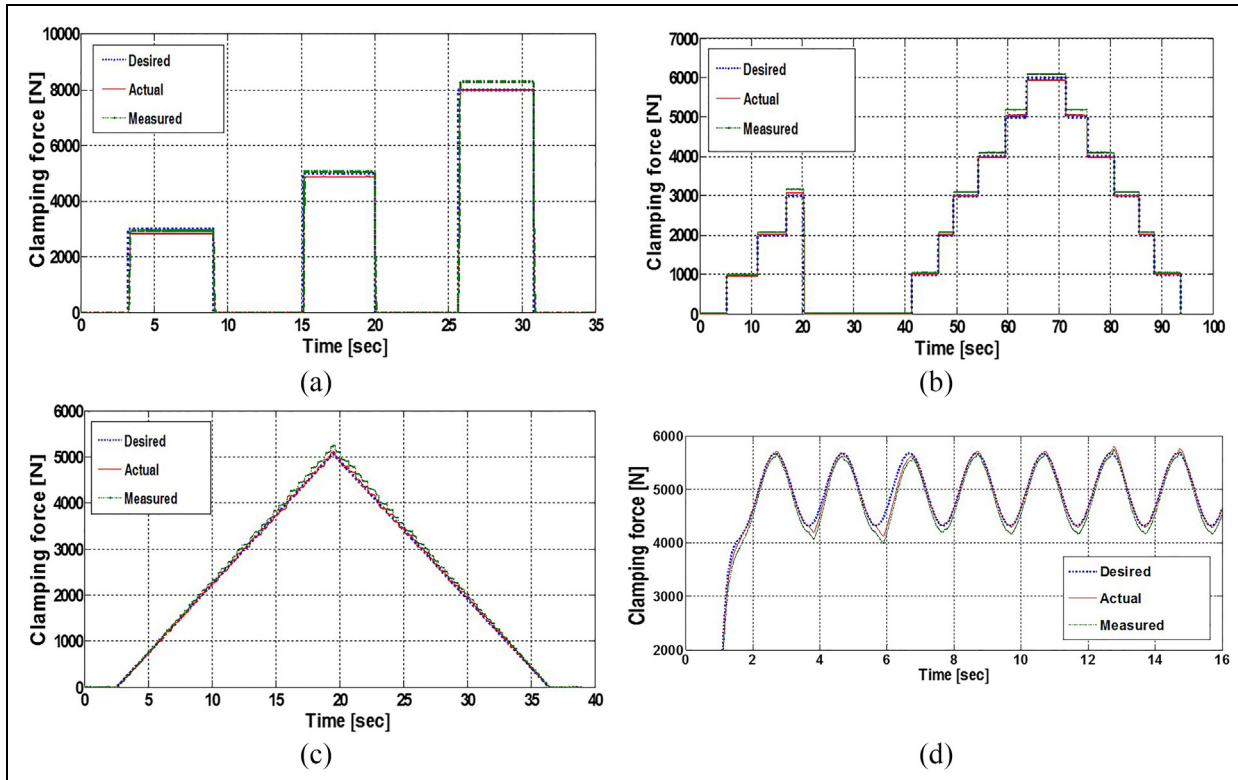 10000
8000
6000
4000
2000
0
Clamping force [N]
Desired
Actual
Measured
0 5 10 15 20 25 30 35
Time [sec]
(a)
7000
6000
5000
4000
3000
2000
1000
0
Clamping force [N]
Desired
Actual
Measured
0 10 20 30 40 50 60 70 80 90 100
Time [sec]
(b)
6000
5000
4000
3000
2000
1000
0
Clamping force [N]
Desired
Actual
Measured
0 5 10 15 20 25 30 35 40
Time [sec]
(c)
6000
5000
4000
3000
2000
Clamping force [N]
Desired
Actual
Measured
0 2 4 6 8 10 12 14 16
Time [sec]
(d)